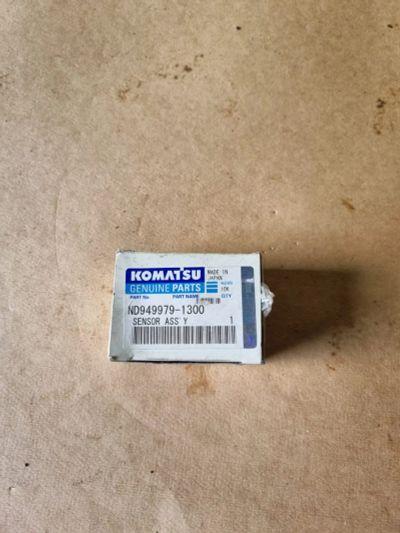 KOMATSU
GENUINE PARTS
MADE IN
JAPAN
PART No.
PART NAME
QTY
ND949979-1300
SENSOR ASS'Y
1